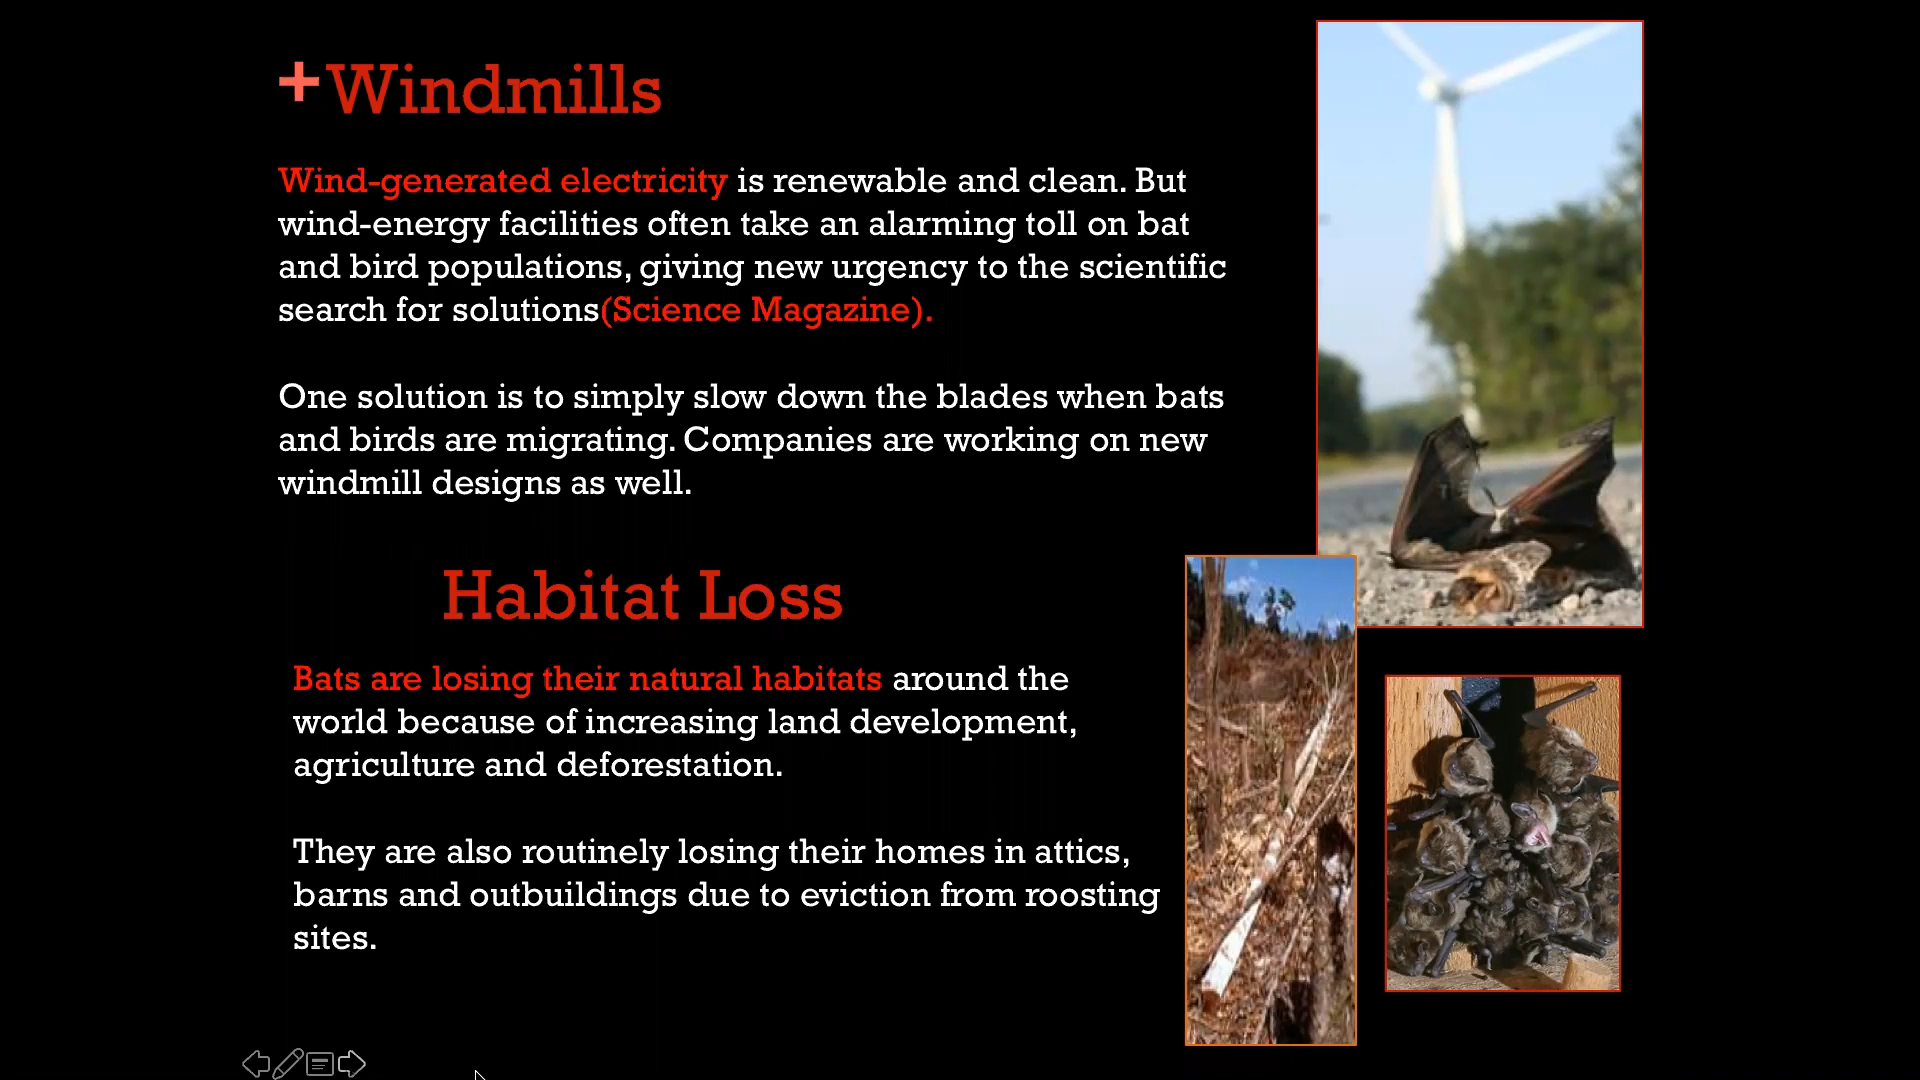 +Windmills
Wind-generated electricity is renewable and clean. But
wind-energy facilities often take an alarming toll on bat
and bird populations, giving new urgency to the scientific
search for solutions(Science Magazine).
One solution is to simply slow down the blades when bats
and birds are migrating. Companies are working on new
windmill designs as well.
Habitat Loss
Bats are losing their natural habitats around the
world because of increasing land development,
agriculture and deforestation.
They are also routinely losing their homes in attics,
barns and outbuildings due to eviction from roosting
sites.